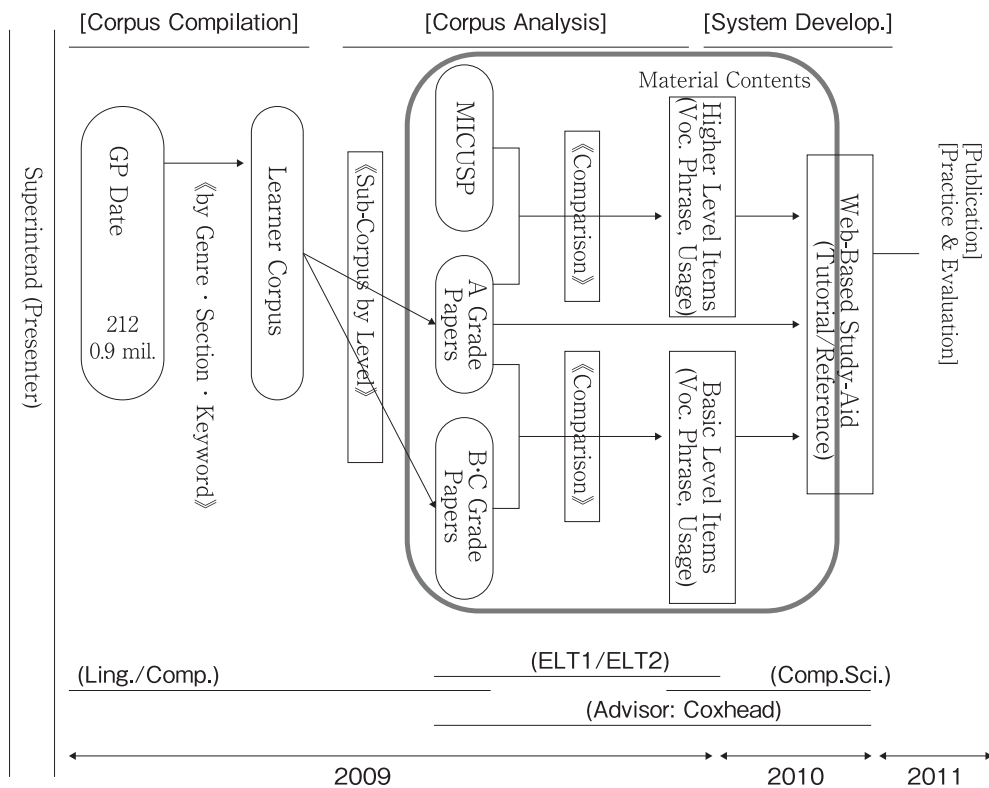 [Corpus Compilation]
[Corpus Analysis]
[System Develop.]
Superintend (Presenter)
GP Date
212
0.9 mil.
《by Genre・Section・Keyword》
Learner Corpus
《Sub-Corpus by Level》
MICUSP
A Grade
Papers
B・C Grade
Papers
《Comparison》
《Comparison》
Material Contents
Higher Level Items
(Voc. Phrase, Usage)
Basic Level Items
(Voc. Phrase, Usage)
Web-Based Study-Aid
(Tutorial/Reference)
[Publication]
[Practice & Evaluation]
(Ling./Comp.)
(ELT1/ELT2)
(Comp.Sci.)
(Advisor: Coxhead)
2009
2010
2011